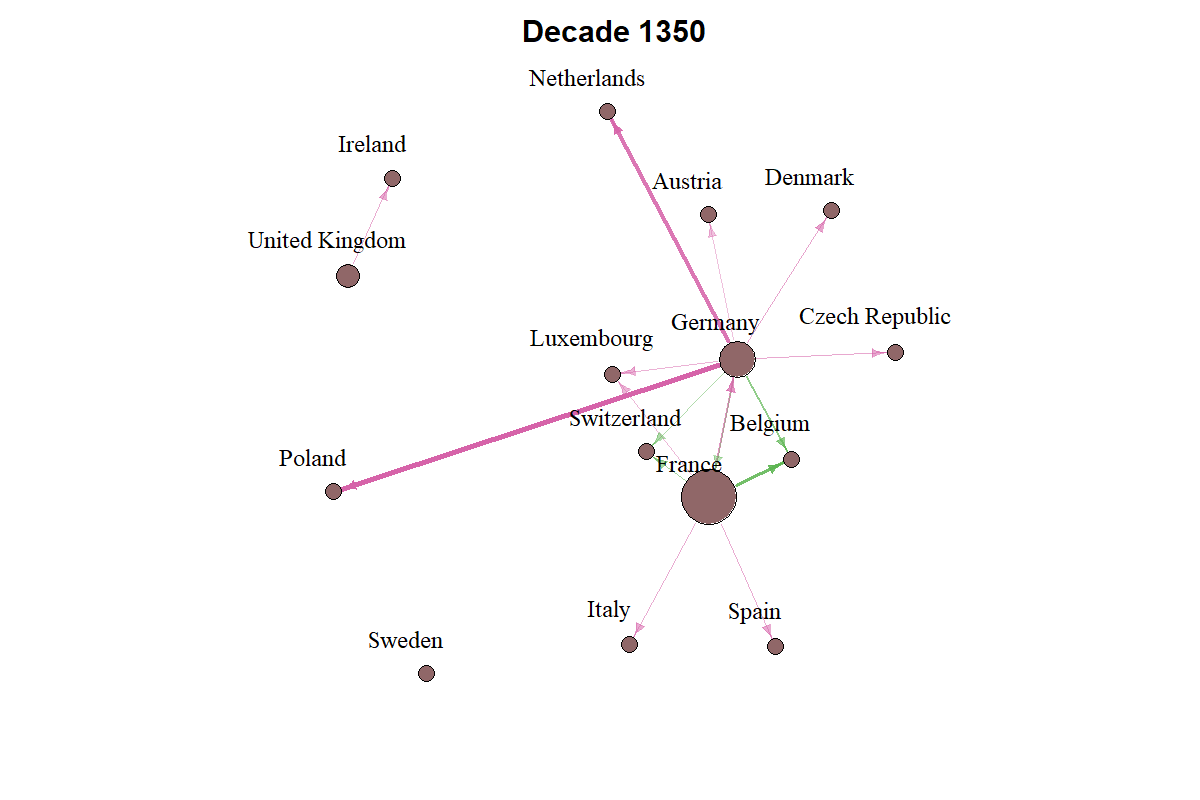 Decade 1350
Netherlands
Ireland
Austria
Denmark
United Kingdom
Germany
Czech Republic
Luxembourg
Switzerland
Belgium
Poland
France
Italy
Spain
Sweden